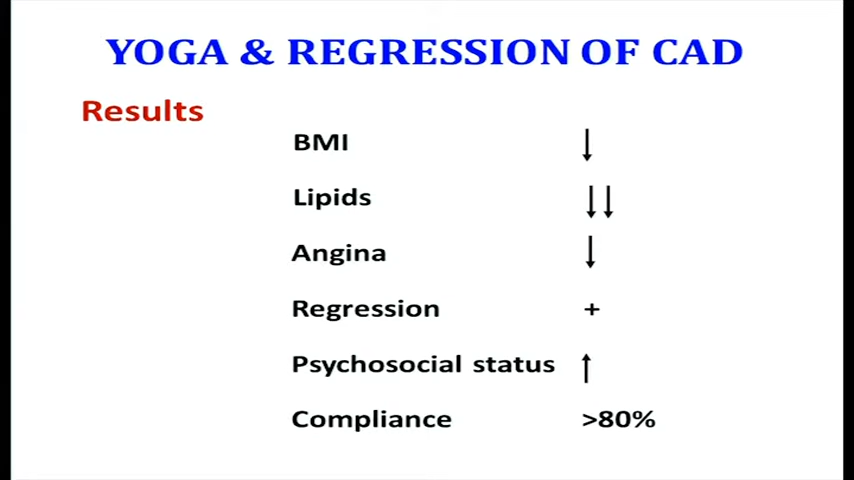 YOGA & REGRESSION OF CAD
Results
BMI ↓
Lipids ↓↓
Angina ↓
Regression +
Psychosocial status ↑
Compliance >80%